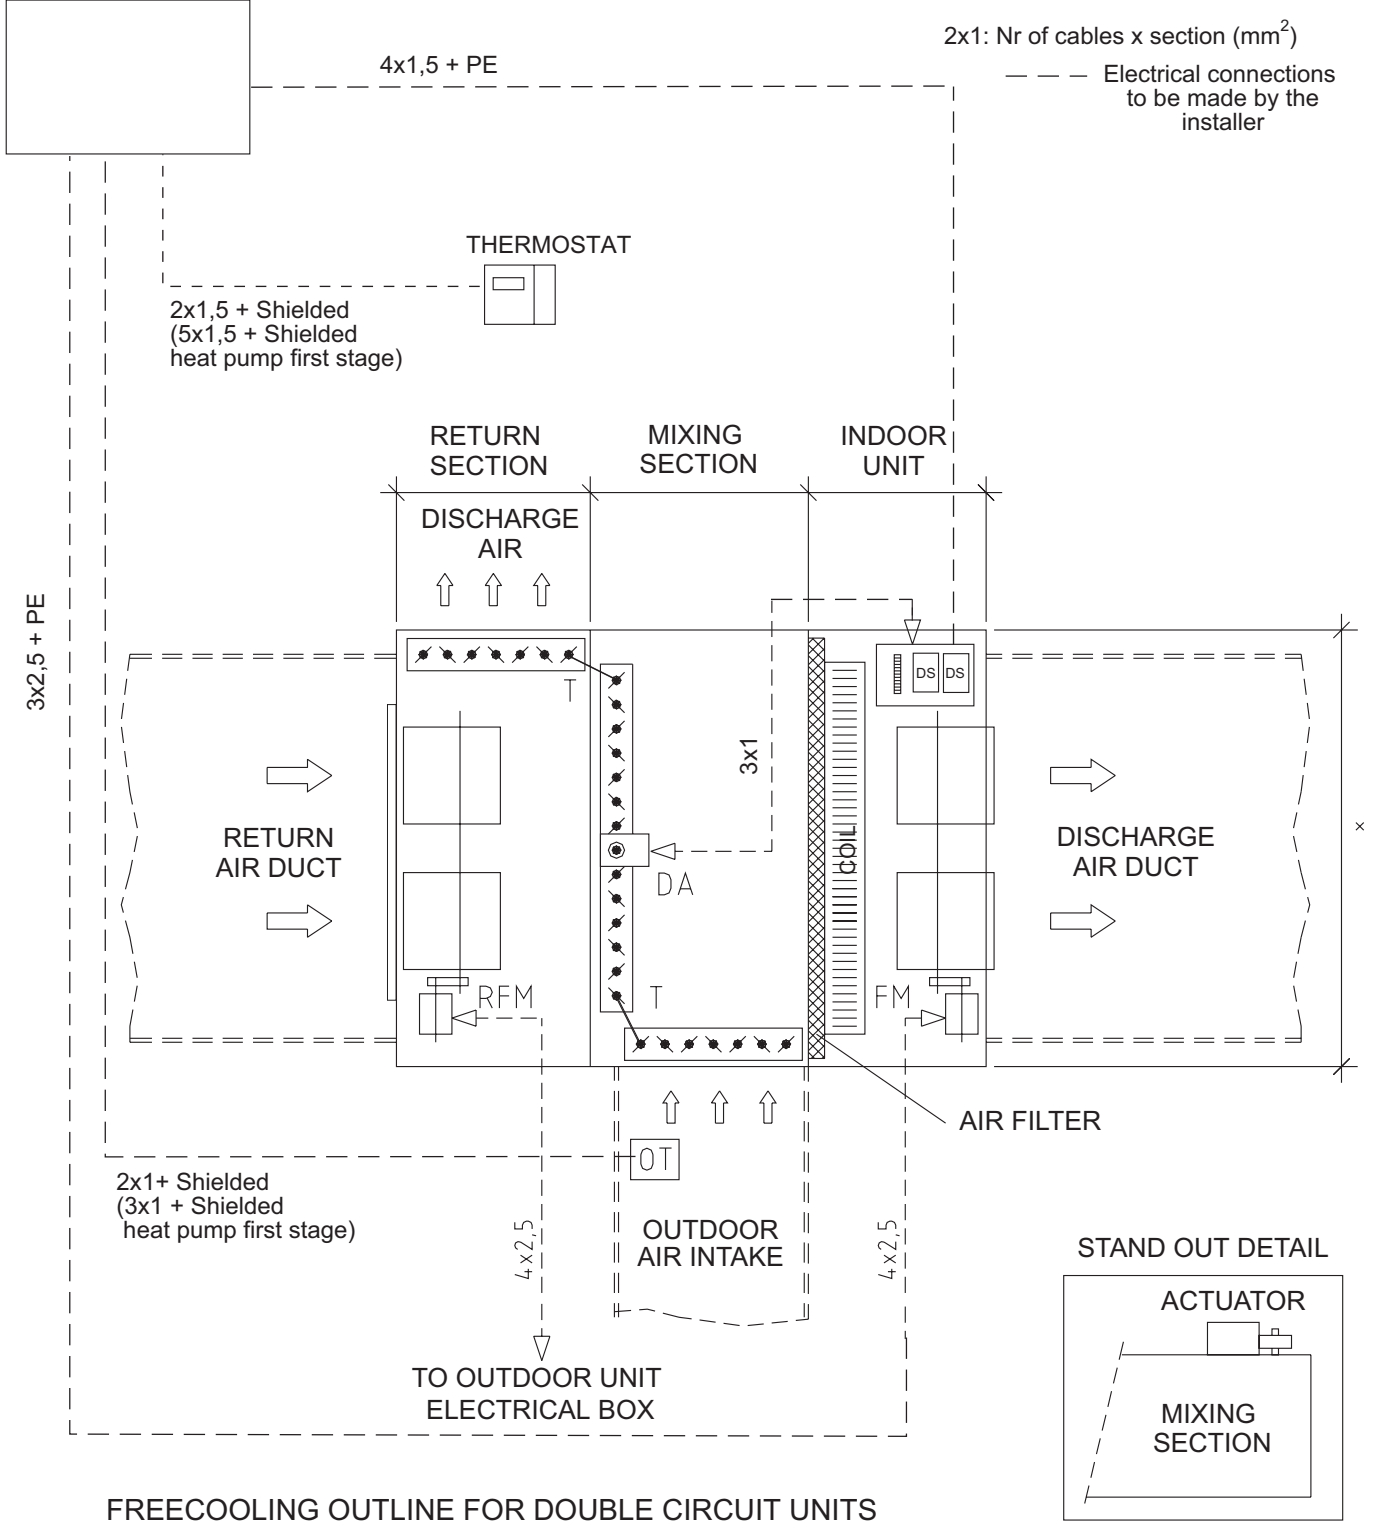 2x1: Nr of cables x section (mm²)
4x1,5 + PE
Electrical connections
to be made by the
installer
THERMOSTAT
2x1,5 + Shielded
(5x1,5 + Shielded
heat pump first stage)
RETURN
SECTION
MIXING
SECTION
INDOOR
UNIT
DISCHARGE
AIR
3x2,5 + PE
T
DS
DS
3x1
RETURN
AIR DUCT
COIL
DISCHARGE
AIR DUCT
x
DA
RFM
T
FM
AIR FILTER
OT
2x1+ Shielded
(3x1 + Shielded
heat pump first stage)
4x2,5
OUTDOOR
AIR INTAKE
4x2,5
STAND OUT DETAIL
ACTUATOR
TO OUTDOOR UNIT
ELECTRICAL BOX
MIXING
SECTION
FREECOOLING OUTLINE FOR DOUBLE CIRCUIT UNITS